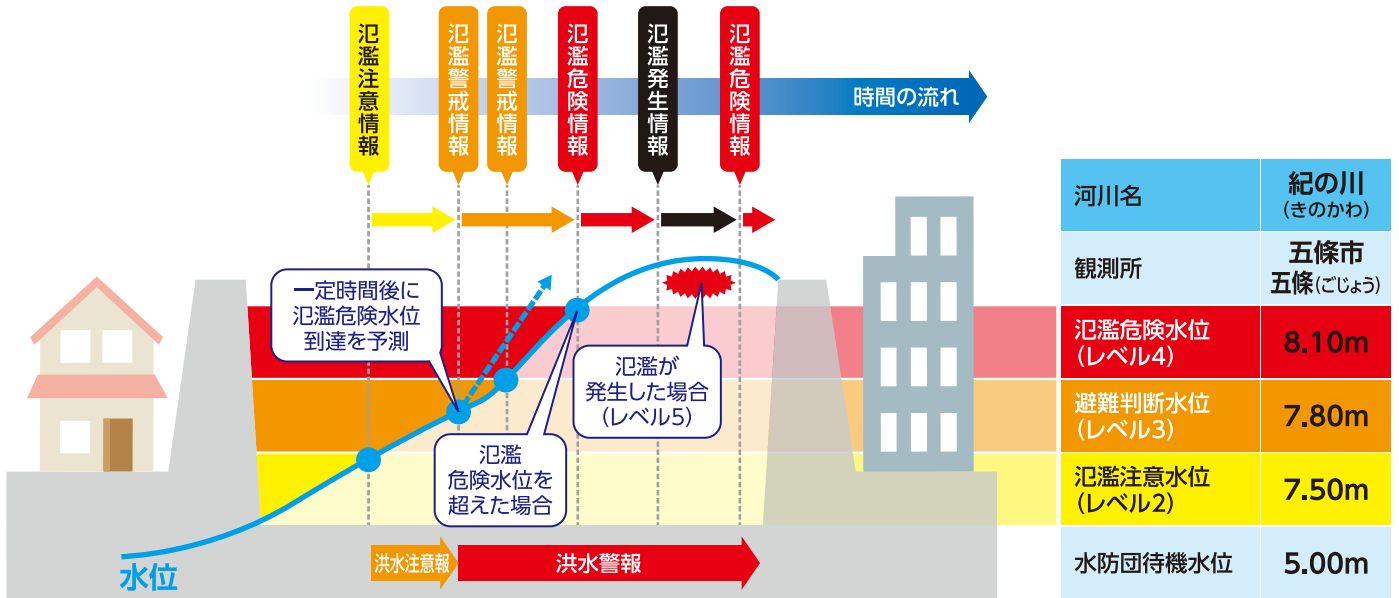 氾濫注意情報
氾濫警戒情報
氾濫警戒情報
氾濫危険情報
氾濫発生情報
氾濫危険情報
時間の流れ
一定時間後に
氾濫危険水位
到達を予測
氾濫が
発生した場合
(レベル5)
氾濫
危険水位を
超えた場合
水位
洪水注意報
洪水警報
河川名
紀の川
(きのかわ)
観測所
五條市
五條(ごじょう)
氾濫危険水位
(レベル4)
8.10m
避難判断水位
(レベル3)
7.80m
氾濫注意水位
(レベル2)
7.50m
水防団待機水位
5.00m